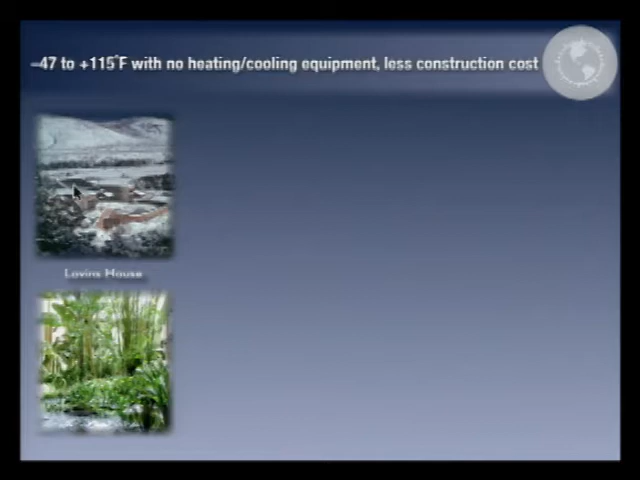 –47 to +115˚F with no heating/cooling equipment, less construction cost
Lovins House